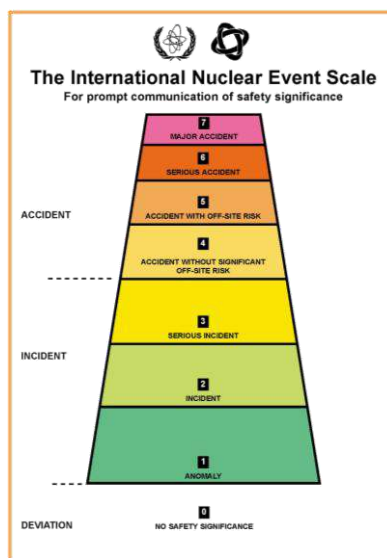 The International Nuclear Event Scale
For prompt communication of safety significance
7
MAJOR ACCIDENT
6
SERIOUS ACCIDENT
5
ACCIDENT WITH OFF-SITE RISK
ACCIDENT
4
ACCIDENT WITHOUT SIGNIFICANT
OFF-SITE RISK
3
SERIOUS INCIDENT
INCIDENT
2
INCIDENT
1
ANOMALY
0
DEVIATION
NO SAFETY SIGNIFICANCE